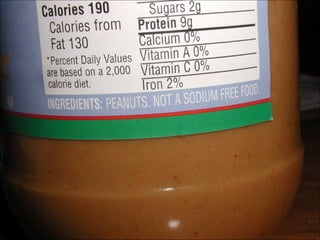 Calories 190
Calories from
Fat 130
*Percent Daily Values
are based on a 2,000
calorie diet.
Sugars 2g
Protein 9g
Calcium 0%
Vitamin A 0%
Vitamin C 0%
Iron 2%
INGREDIENTS: PEANUTS. NOT A SODIUM FREE FOOD.